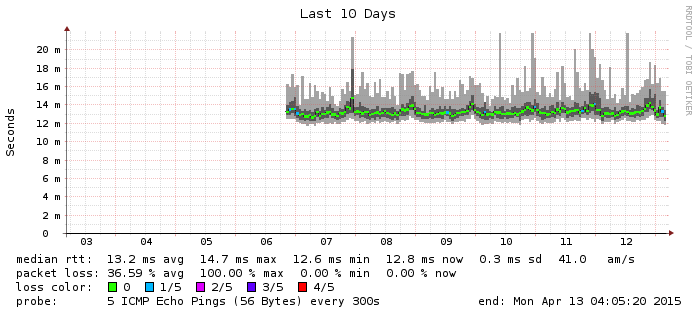 Last 10 Days
RRDTOOL / TOBI OETIKER
Seconds
20 m
18 m
16 m
14 m
12 m
10 m
8 m
6 m
4 m
2 m
0
03 04 05 06 07 08 09 10 11 12
median rtt: 13.2 ms avg 14.7 ms max 12.6 ms min 12.8 ms now 0.3 ms sd 41.0 am/s
packet loss: 36.59 % avg 100.00 % max 0.00 % min 0.00 % now
loss color: 0 1/5 2/5 3/5 4/5
probe: 5 ICMP Echo Pings (56 Bytes) every 300s end: Mon Apr 13 04:05:20 2015